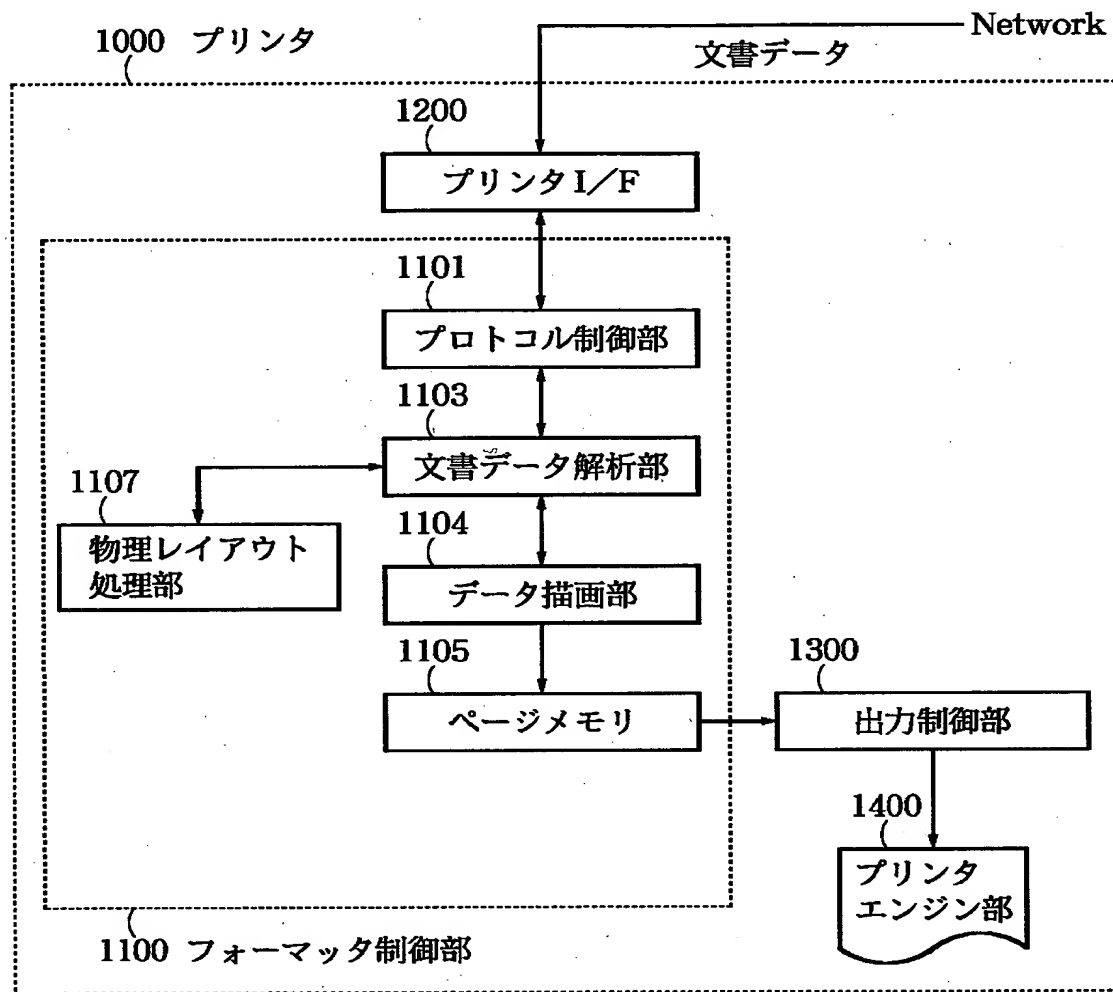 1000 プリンタ
Network
文書データ
1200
プリンタI/F
1101
プロトコル制御部
1103
文書データ解析部
1107
物理レイアウト
処理部
1104
データ描画部
1105
ページメモリ
1300
出力制御部
1400
プリンタ
エンジン部
1100 フォーマッタ制御部